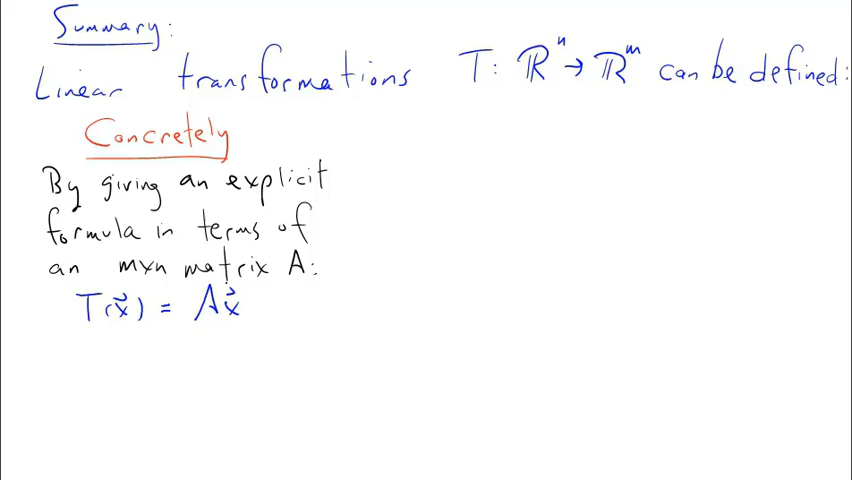 Summary:
Linear transformations T: ℝⁿ → ℝᵐ can be defined:
Concretely
By giving an explicit
formula in terms of
an m×n matrix A:
T(x⃗) = Ax⃗